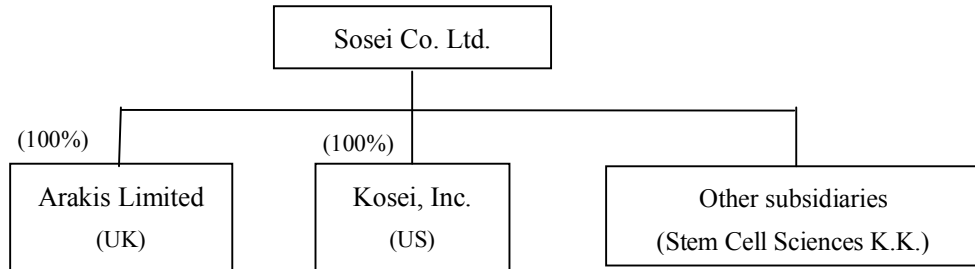 Sosei Co. Ltd.
(100%)
(100%)
Arakis Limited
(UK)
Kosei, Inc.
(US)
Other subsidiaries
(Stem Cell Sciences K.K.)